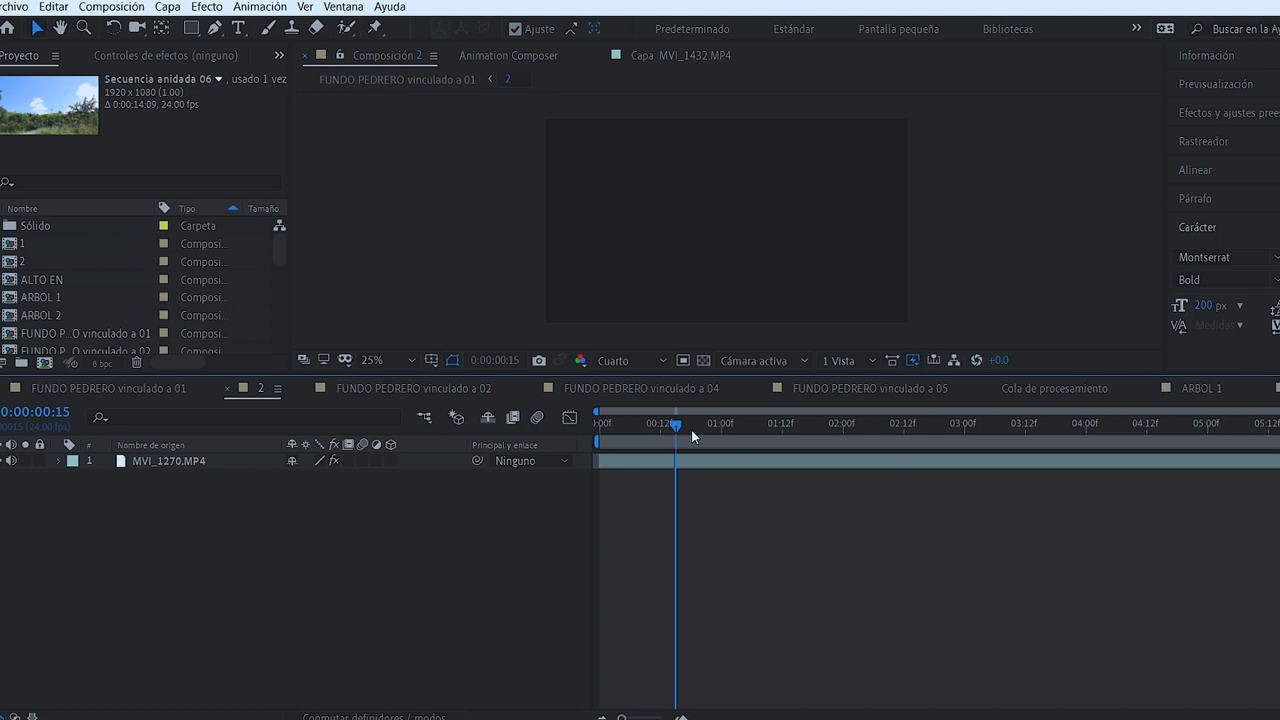 rchivo Editar Composición Capa Efecto Animación Ver Ventana Ayuda
Ajuste Predeterminado Estándar Pantalla pequeña Bibliotecas Buscar en la Ay
Proyecto Controles de efectos (ninguno)
Composición 2 Animation Composer Capa MVI_1432.MP4
Información
Secuencia anidada 06 , usado 1 vez
1920 x 1080 (1.00)
Δ 0:00:14:09, 24.00 fps
FUNDO PEDRERO vinculado a 01 2
Previsualización
Efectos y ajustes pree
Rastreador
Alinear
Párrafo
Carácter
Montserrat
Bold
200 px
Medidas
Nombre Tipo Tamaño
Sólido Carpeta
1 Composi...
2 Composi...
ALTO EN Composi...
ARBOL 1 Composi...
ARBOL 2 Composi...
FUNDO P...O vinculado a 01 Composi...
FUNDO P...O vinculado a 02 Composi...
8 bpc
25% 0:00:00:15 Cuarto Cámara activa 1 Vista +0.0
FUNDO PEDRERO vinculado a 01 2 FUNDO PEDRERO vinculado a 02 FUNDO PEDRERO vinculado a 04 FUNDO PEDRERO vinculado a 05 Cola de procesamiento ARBOL 1
0:00:00:15
00015 (24.00 fps)
:00f 00:12f 01:00f 01:12f 02:00f 02:12f 03:00f 03:12f 04:00f 04:12f 05:00f 05:12f
# Nombre de origen Principal y enlace
1 MVI_1270.MP4 Ninguno
Conmutar definidores / modos